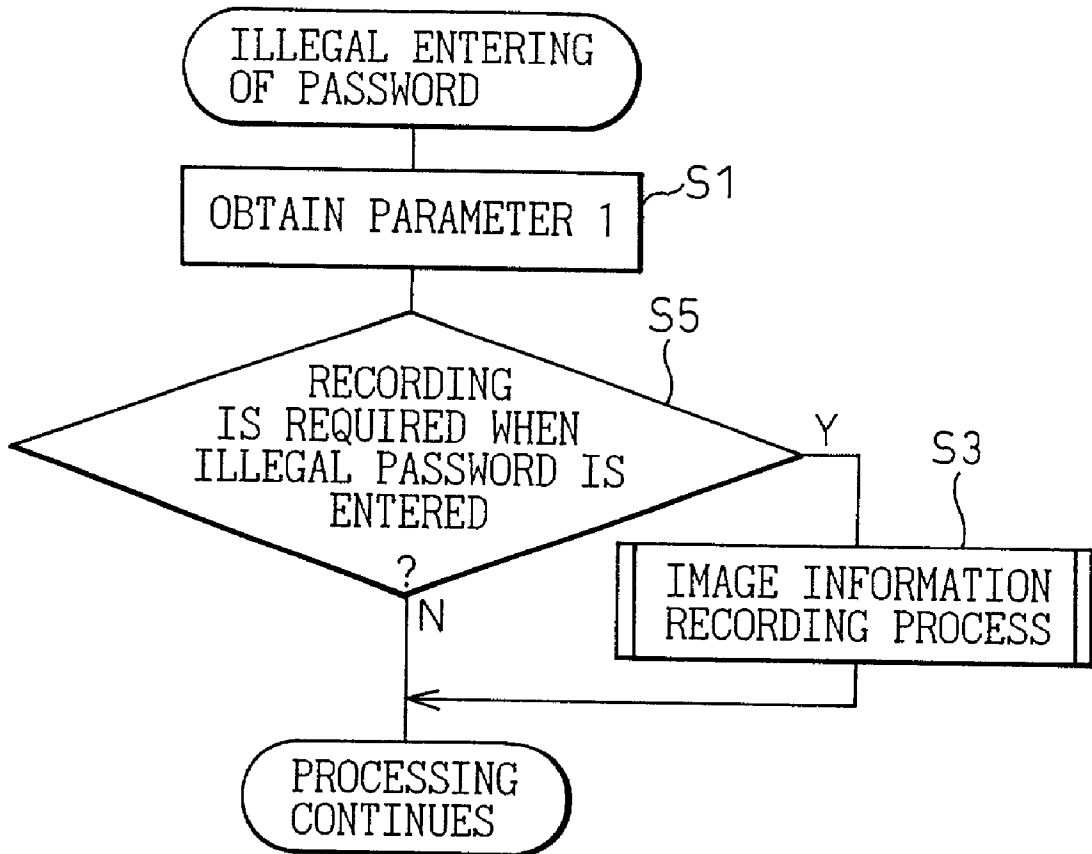 ILLEGAL ENTERING
OF PASSWORD
S1
OBTAIN PARAMETER 1
S5
RECORDING
IS REQUIRED WHEN
ILLEGAL PASSWORD IS
ENTERED
?
Y
N
S3
IMAGE INFORMATION
RECORDING PROCESS
PROCESSING
CONTINUES